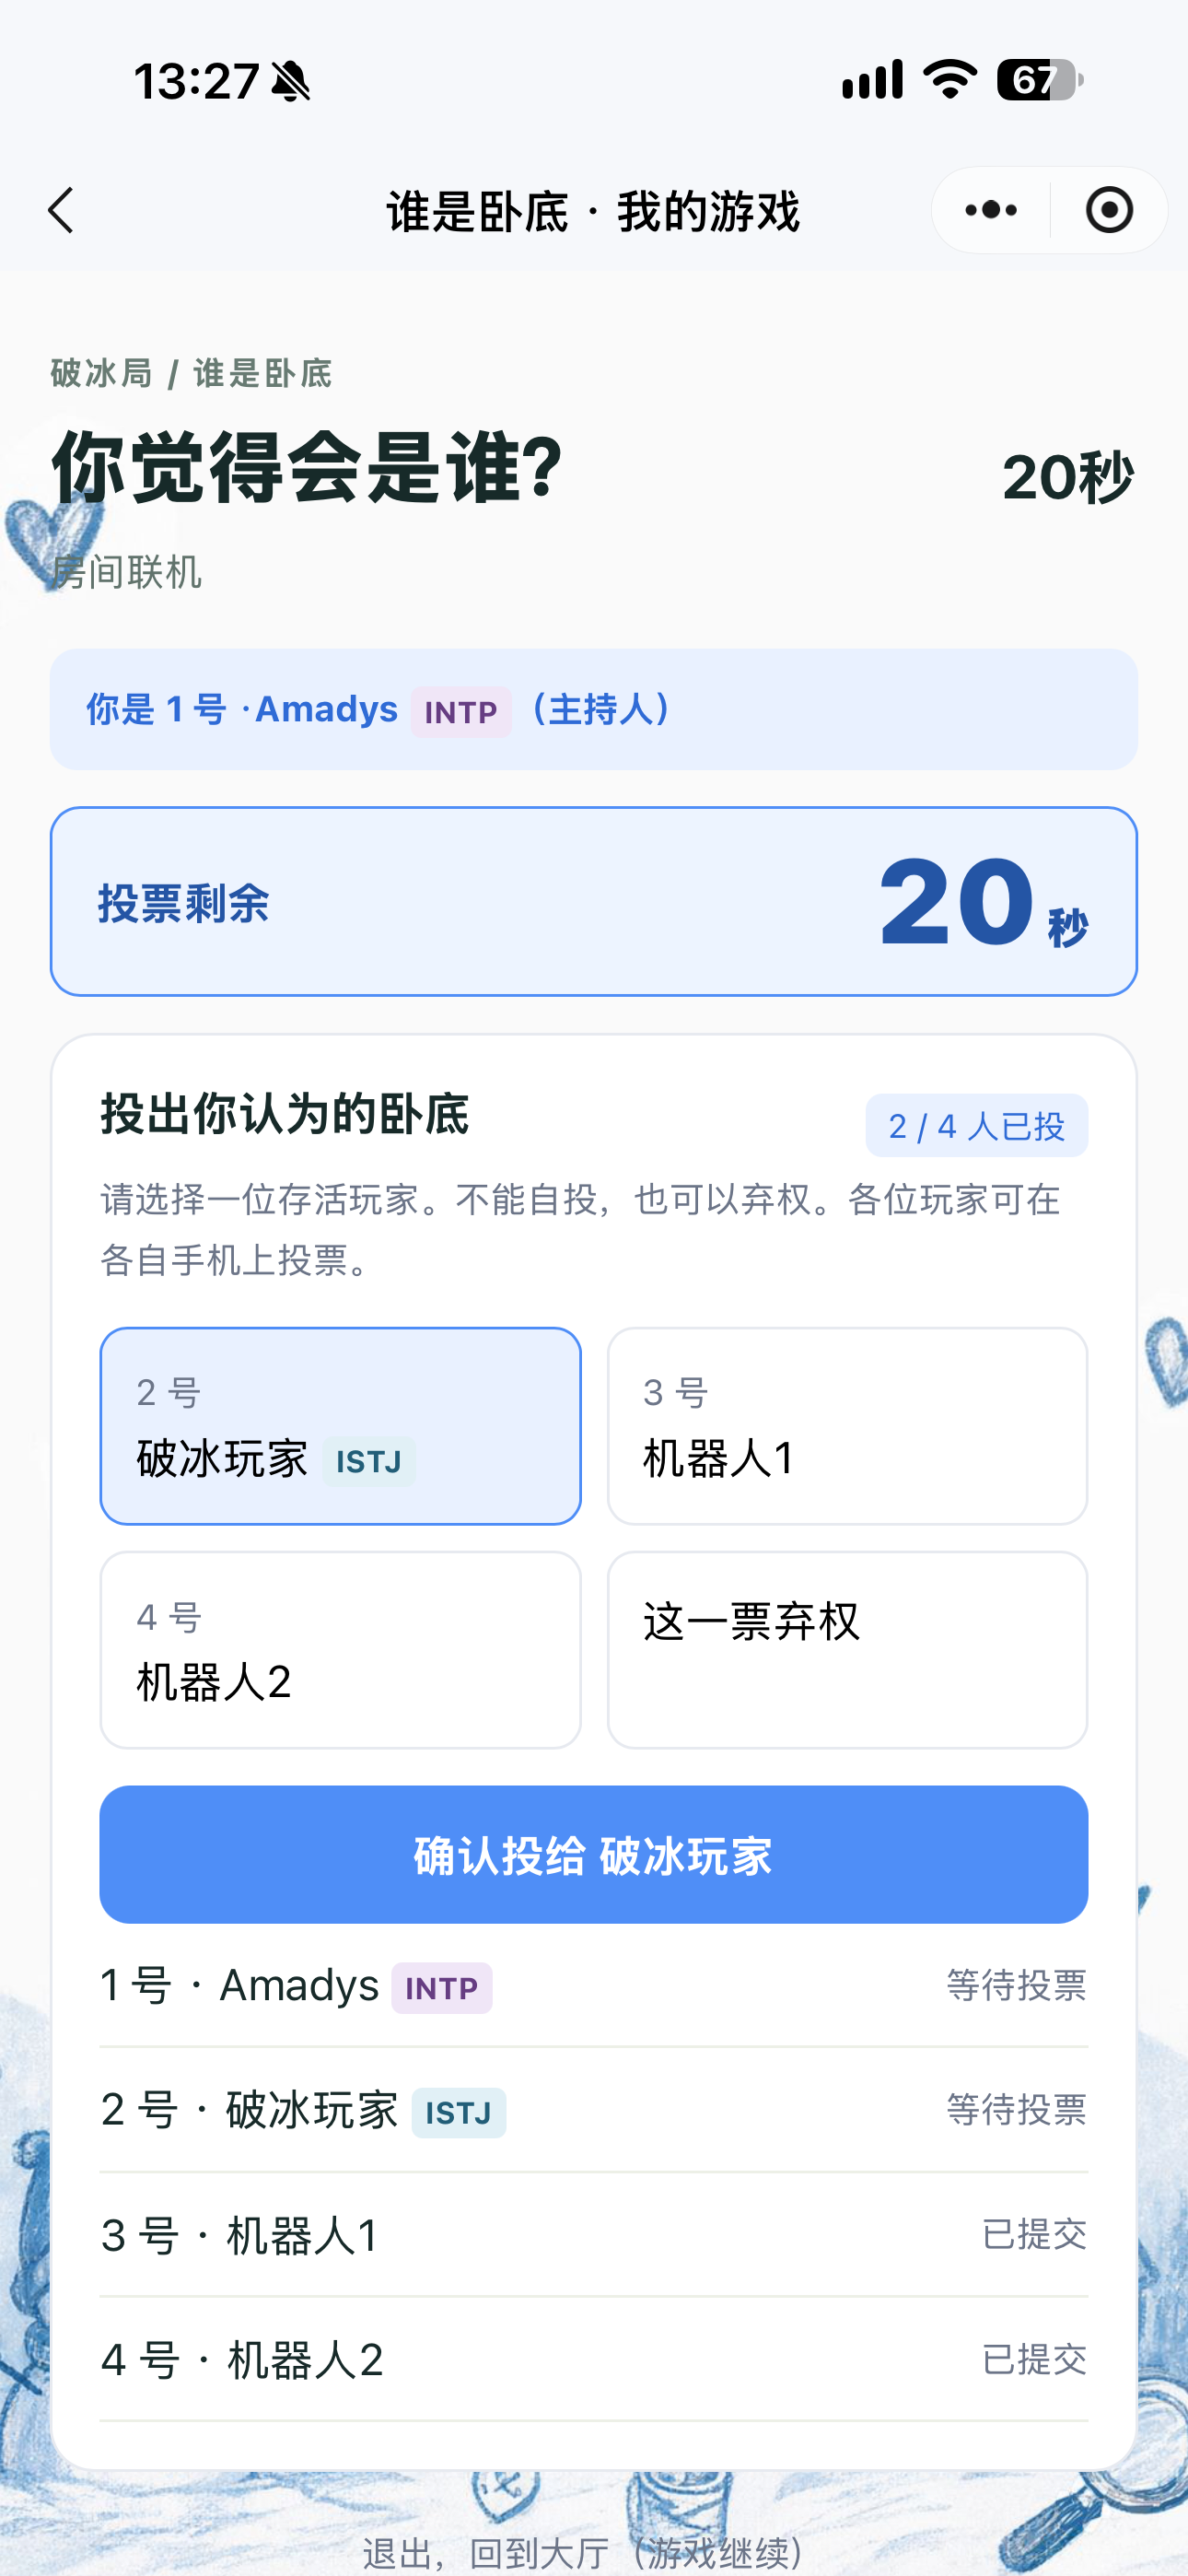 13:27
67
谁是卧底 · 我的游戏
破冰局 / 谁是卧底
你觉得会是谁?
20秒
房间联机
你是 1 号 · Amadys INTP （主持人）
投票剩余
20 秒
投出你认为的卧底
2 / 4 人已投
请选择一位存活玩家。不能自投，也可以弃权。各位玩家可在
各自手机上投票。
2 号
破冰玩家 ISTJ
3 号
机器人1
4 号
机器人2
这一票弃权
确认投给 破冰玩家
1 号 · Amadys INTP
等待投票
2 号 · 破冰玩家 ISTJ
等待投票
3 号 · 机器人1
已提交
4 号 · 机器人2
已提交
退出，回到大厅（游戏继续）